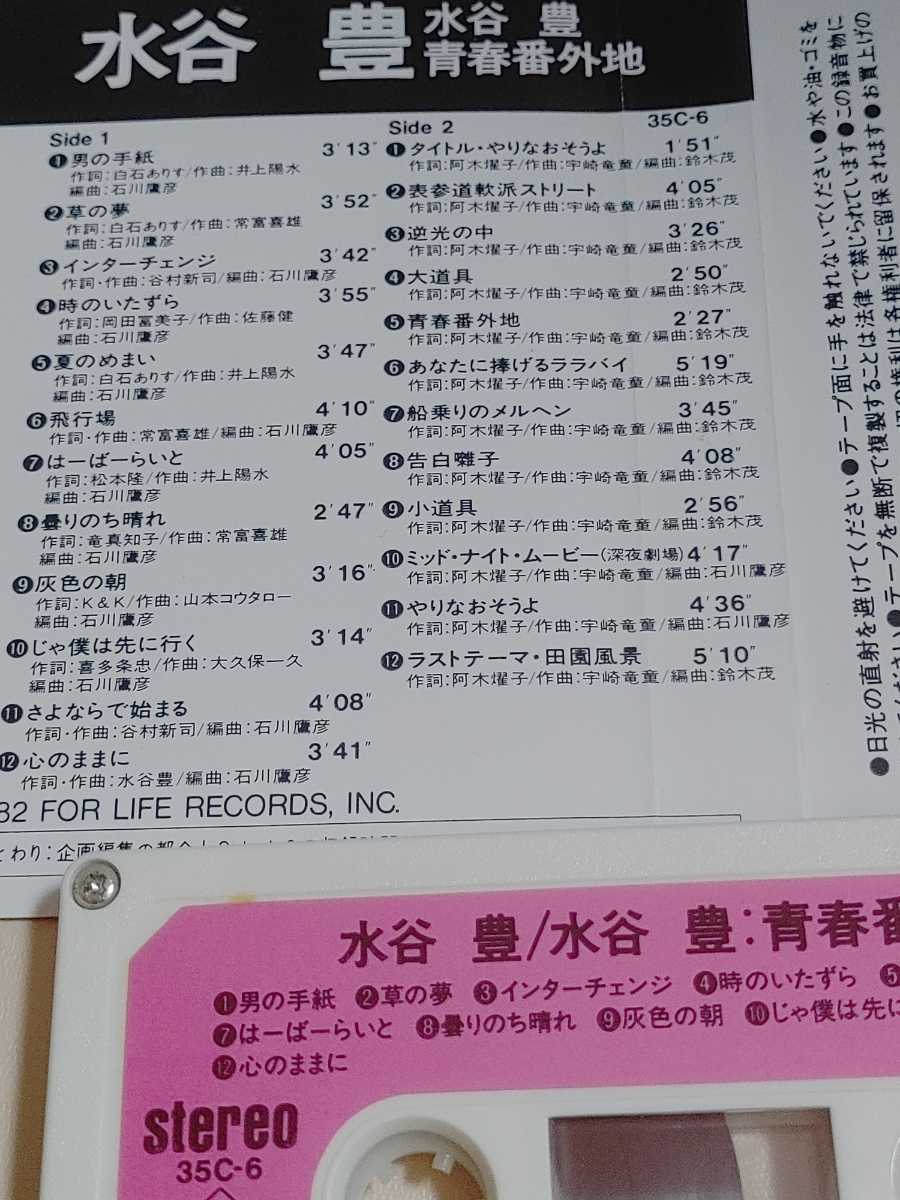 水谷 豊 水谷 豊
青春番外地
Side 1
❶男の手紙 3'13"
作詞:白石ありす/作曲:井上陽水
編曲:石川鷹彦
❷草の夢 3'52"
作詞:白石ありす/作曲:常富喜雄
編曲:石川鷹彦
❸インターチェンジ 3'42"
作詞・作曲:谷村新司/編曲:石川鷹彦
❹時のいたずら 3'55"
作詞:岡田冨美子/作曲:佐藤健
編曲:石川鷹彦
❺夏のめまい 3'47"
作詞:白石ありす/作曲:井上陽水
編曲:石川鷹彦
❻飛行場 4'10"
作詞・作曲:常富喜雄/編曲:石川鷹彦
❼はーばーらいと 4'05"
作詞:松本隆/作曲:井上陽水
編曲:石川鷹彦
❽曇りのち晴れ 2'47"
作詞:竜真知子/作曲:常富喜雄
編曲:石川鷹彦
❾灰色の朝 3'16"
作詞:K&K/作曲:山本コウタロー
編曲:石川鷹彦
❿じゃ僕は先に行く 3'14"
作詞:喜多条忠/作曲:大久保一久
編曲:石川鷹彦
⓫さよならで始まる 4'08"
作詞・作曲:谷村新司/編曲:石川鷹彦
⓬心のままに 3'41"
作詞・作曲:水谷豊/編曲:石川鷹彦
Side 2 35C-6
❶タイトル・やりなおそうよ 1'51"
作詞:阿木燿子/作曲:宇崎竜童/編曲:鈴木茂
❷表参道軟派ストリート 4'05"
作詞:阿木燿子/作曲:宇崎竜童/編曲:鈴木茂
❸逆光の中 3'26"
作詞:阿木燿子/作曲:宇崎竜童/編曲:鈴木茂
❹大道具 2'50"
作詞:阿木燿子/作曲:宇崎竜童/編曲:鈴木茂
❺青春番外地 2'27"
作詞:阿木燿子/作曲:宇崎竜童/編曲:鈴木茂
❻あなたに捧げるララバイ 5'19"
作詞:阿木燿子/作曲:宇崎竜童/編曲:鈴木茂
❼船乗りのメルヘン 3'45"
作詞:阿木燿子/作曲:宇崎竜童/編曲:鈴木茂
❽告白囃子 4'08"
作詞:阿木燿子/作曲:宇崎竜童/編曲:鈴木茂
❾小道具 2'56"
作詞:阿木燿子/作曲:宇崎竜童/編曲:鈴木茂
❿ミッド・ナイト・ムービー(深夜劇場) 4'17"
作詞:阿木燿子/作曲:宇崎竜童/編曲:石川鷹彦
⓫やりなおそうよ 4'36"
作詞:阿木燿子/作曲:宇崎竜童/編曲:石川鷹彦
⓬ラストテーマ・田園風景 5'10"
作詞:阿木燿子/作曲:宇崎竜童/編曲:鈴木茂
82 FOR LIFE RECORDS, INC.
とわり:企画編集の都合
●日光の直射を避けてください●テープ面に手を触れないでください●水や油・ゴミを
ください●テープを無断で複製することは法律で禁じられています●この録音物に
の権利は各権利者に留保されます●お買上げの
水谷 豊/水谷 豊:青春番
❶男の手紙 ❷草の夢 ❸インターチェンジ ❹時のいたずら ❺
❼はーばーらいと ❽曇りのち晴れ ❾灰色の朝 ❿じゃ僕は先に
⓬心のままに
stereo
35C-6